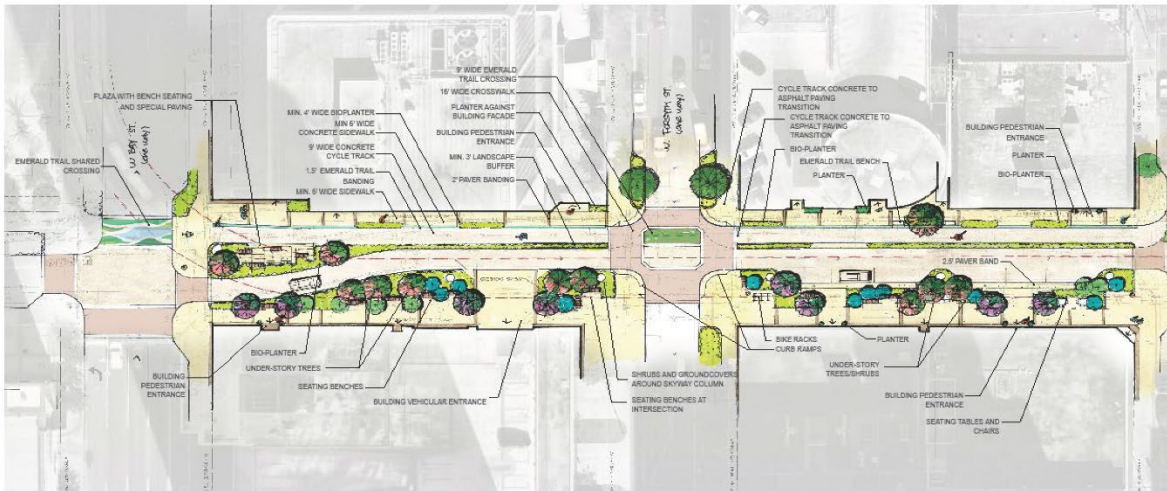 PLAZA WITH BENCH SEATING
AND SPECIAL PAVING
W. BAY ST.
(one way)
EMERALD TRAIL SHARED
CROSSING
9' WIDE EMERALD
TRAIL CROSSING
16' WIDE CROSSWALK
MIN. 4' WIDE BIOPLANTER
PLANTER AGAINST
BUILDING FACADE
MIN 6' WIDE
CONCRETE SIDEWALK
BUILDING PEDESTRIAN
ENTRANCE
9' WIDE CONCRETE
CYCLE TRACK
MIN. 3' LANDSCAPE
BUFFER
1.5' EMERALD TRAIL
BANDING
2' PAVER BANDING
MIN. 6' WIDE SIDEWALK
W. FORSYTH ST.
(one way)
CYCLE TRACK CONCRETE TO
ASPHALT PAVING
TRANSITION
CYCLE TRACK CONCRETE TO
ASPHALT PAVING
TRANSITION
BIO-PLANTER
EMERALD TRAIL BENCH
PLANTER
BUILDING PEDESTRIAN
ENTRANCE
PLANTER
BIO-PLANTER
2.5' PAVER BAND
BUILDING
PEDESTRIAN
ENTRANCE
BIO-PLANTER
UNDER-STORY TREES
SEATING BENCHES
BUILDING VEHICULAR ENTRANCE
SHRUBS AND GROUNDCOVERS
AROUND SKYWAY COLUMN
SEATING BENCHES AT
INTERSECTION
BIKE RACKS
CURB RAMPS
PLANTER
UNDER-STORY
TREES/SHRUBS
BUILDING PEDESTRIAN
ENTRANCE
SEATING TABLES AND
CHAIRS